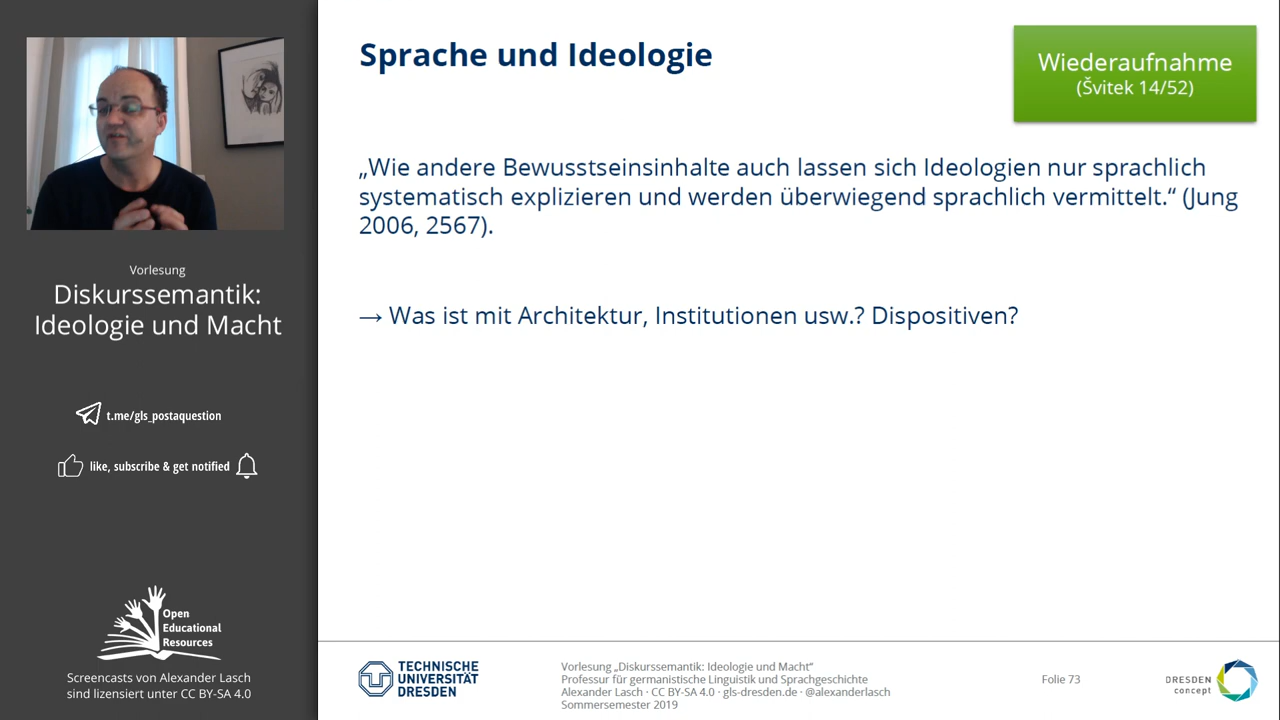 Sprache und Ideologie
Wiederaufnahme
(Švitek 14/52)
„Wie andere Bewusstseinsinhalte auch lassen sich Ideologien nur sprachlich
systematisch explizieren und werden überwiegend sprachlich vermittelt.“ (Jung
2006, 2567).
→ Was ist mit Architektur, Institutionen usw.? Dispositiven?
Vorlesung
Diskurssemantik:
Ideologie und Macht
t.me/gls_postaquestion
like, subscribe & get notified
Open
Educational
Resources
Screencasts von Alexander Lasch
sind lizensiert unter CC BY-SA 4.0
TECHNISCHE
UNIVERSITÄT
DRESDEN
Vorlesung „Diskurssemantik: Ideologie und Macht“
Professur für germanistische Linguistik und Sprachgeschichte
Alexander Lasch · CC BY-SA 4.0 · gls-dresden.de · @alexanderlasch
Sommersemester 2019
Folie 73
DRESDEN
concept